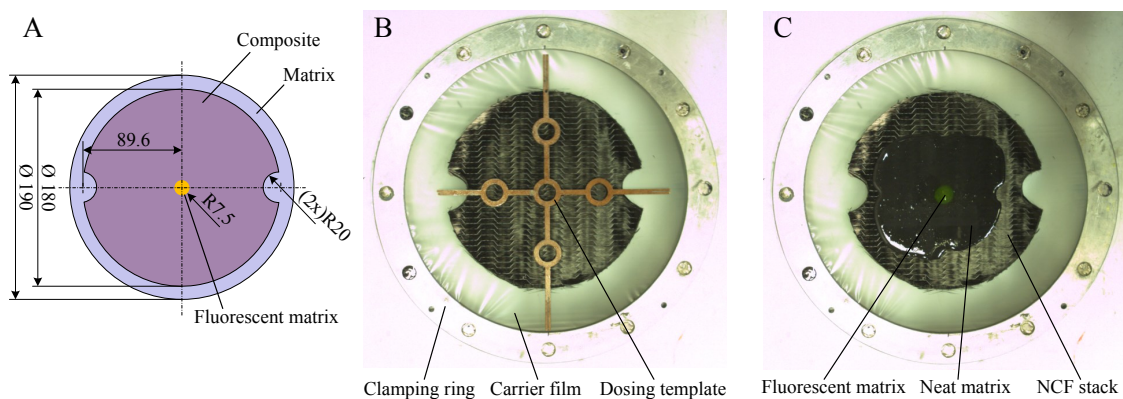 A
Composite
Matrix
89.6
Ø 190
Ø 180
R7.5
(2x)R20
Fluorescent matrix
B
Clamping ring
Carrier film
Dosing template
C
Fluorescent matrix
Neat matrix
NCF stack